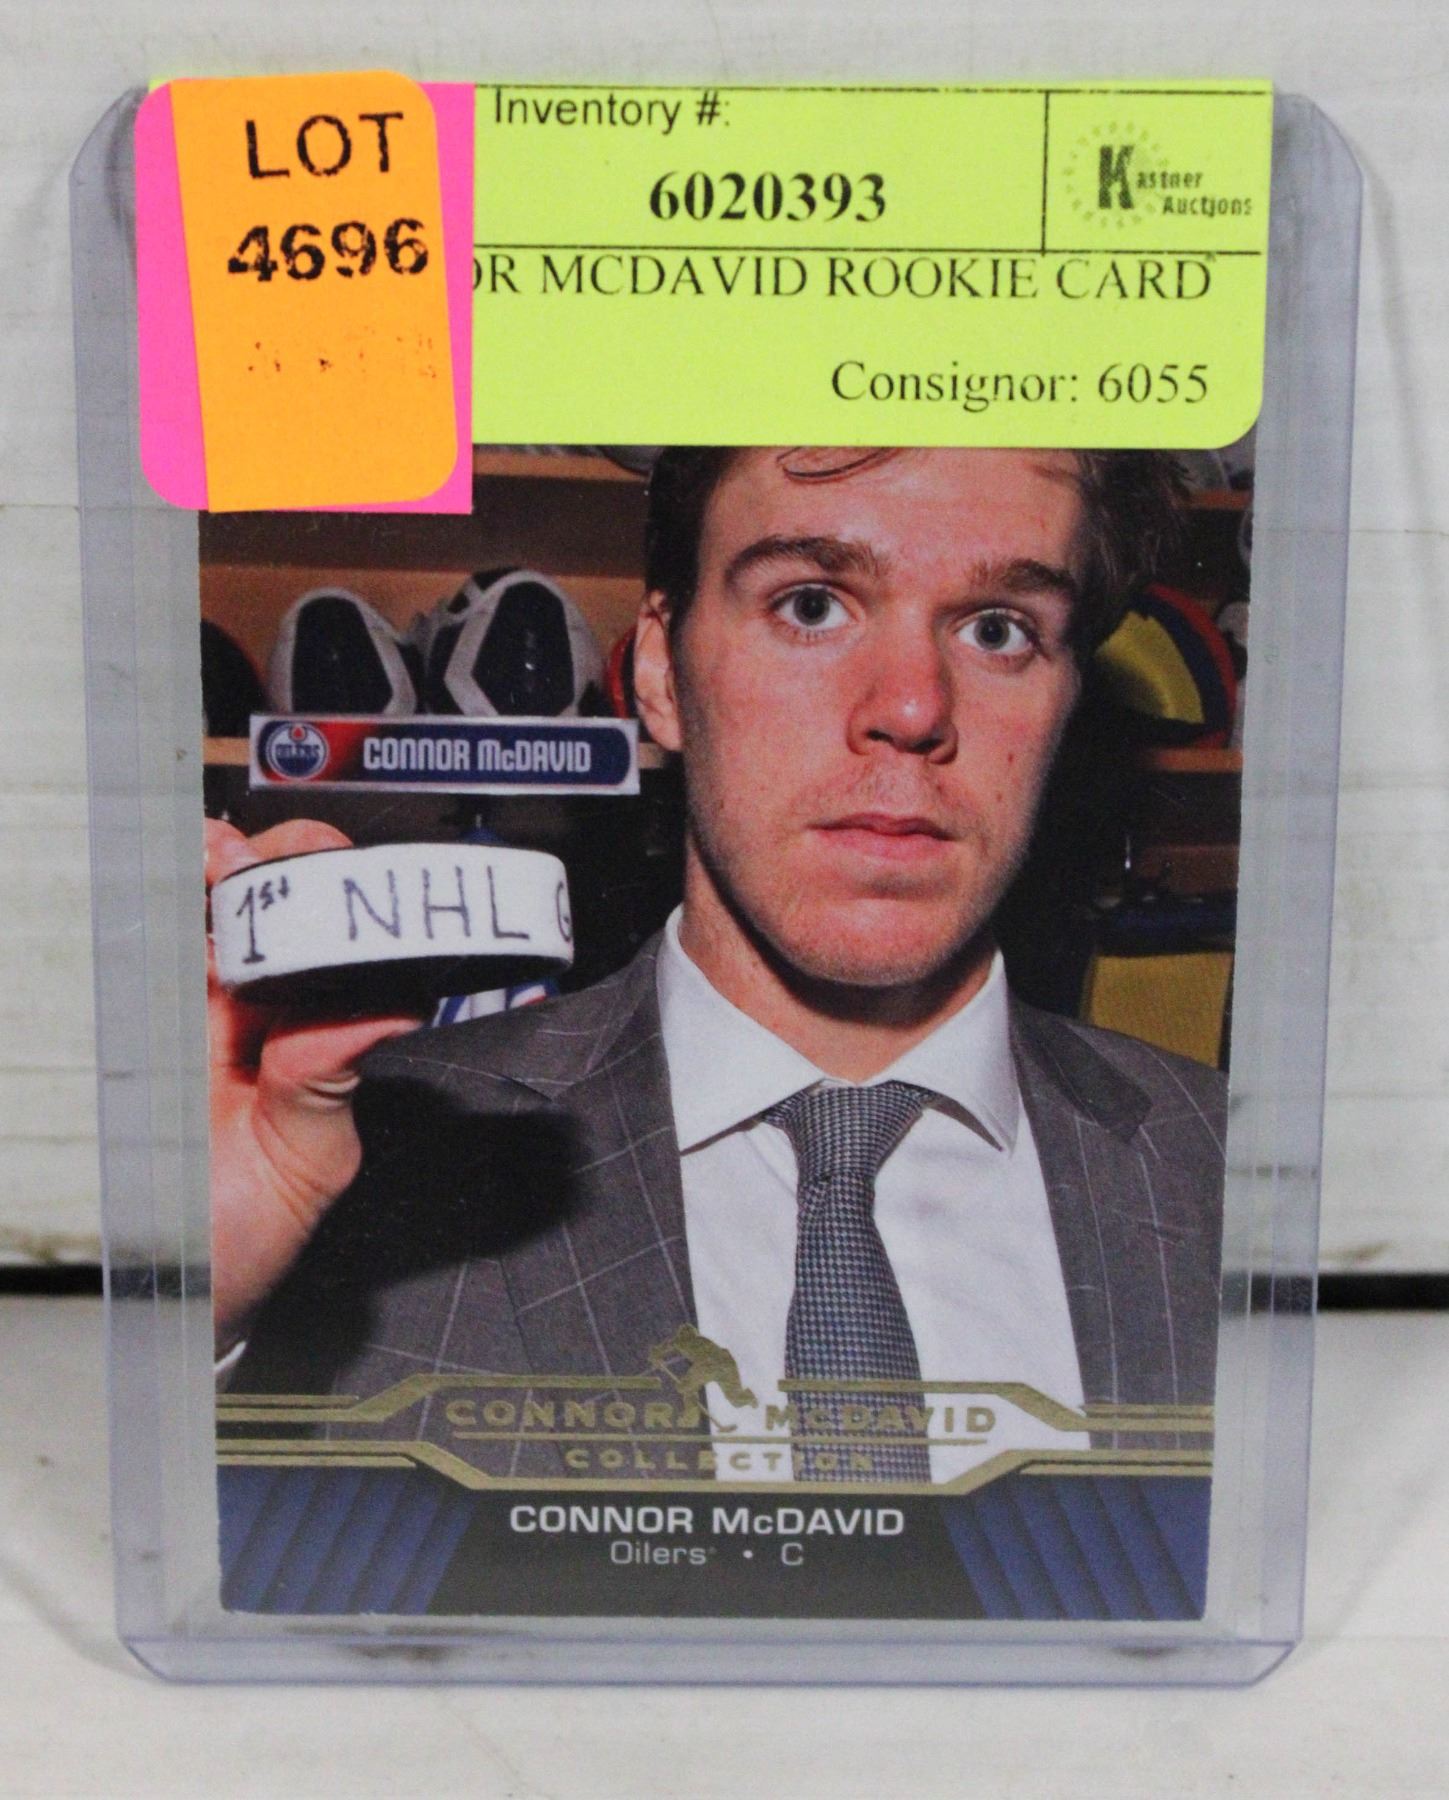 LOT
4696
Inventory #:
6020393
Kastner
Auctions
OR MCDAVID ROOKIE CARD
Consignor: 6055
OILERS
CONNOR McDAVID
1st NHL G
CONNOR McDAVID
COLLECTION
CONNOR McDAVID
Oilers • C